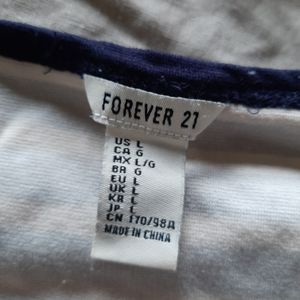 FOREVER 21
US L
CA G
MX L/G
BR G
EU L
UK L
KR L
JP L
CN 170/98A
MADE IN CHINA